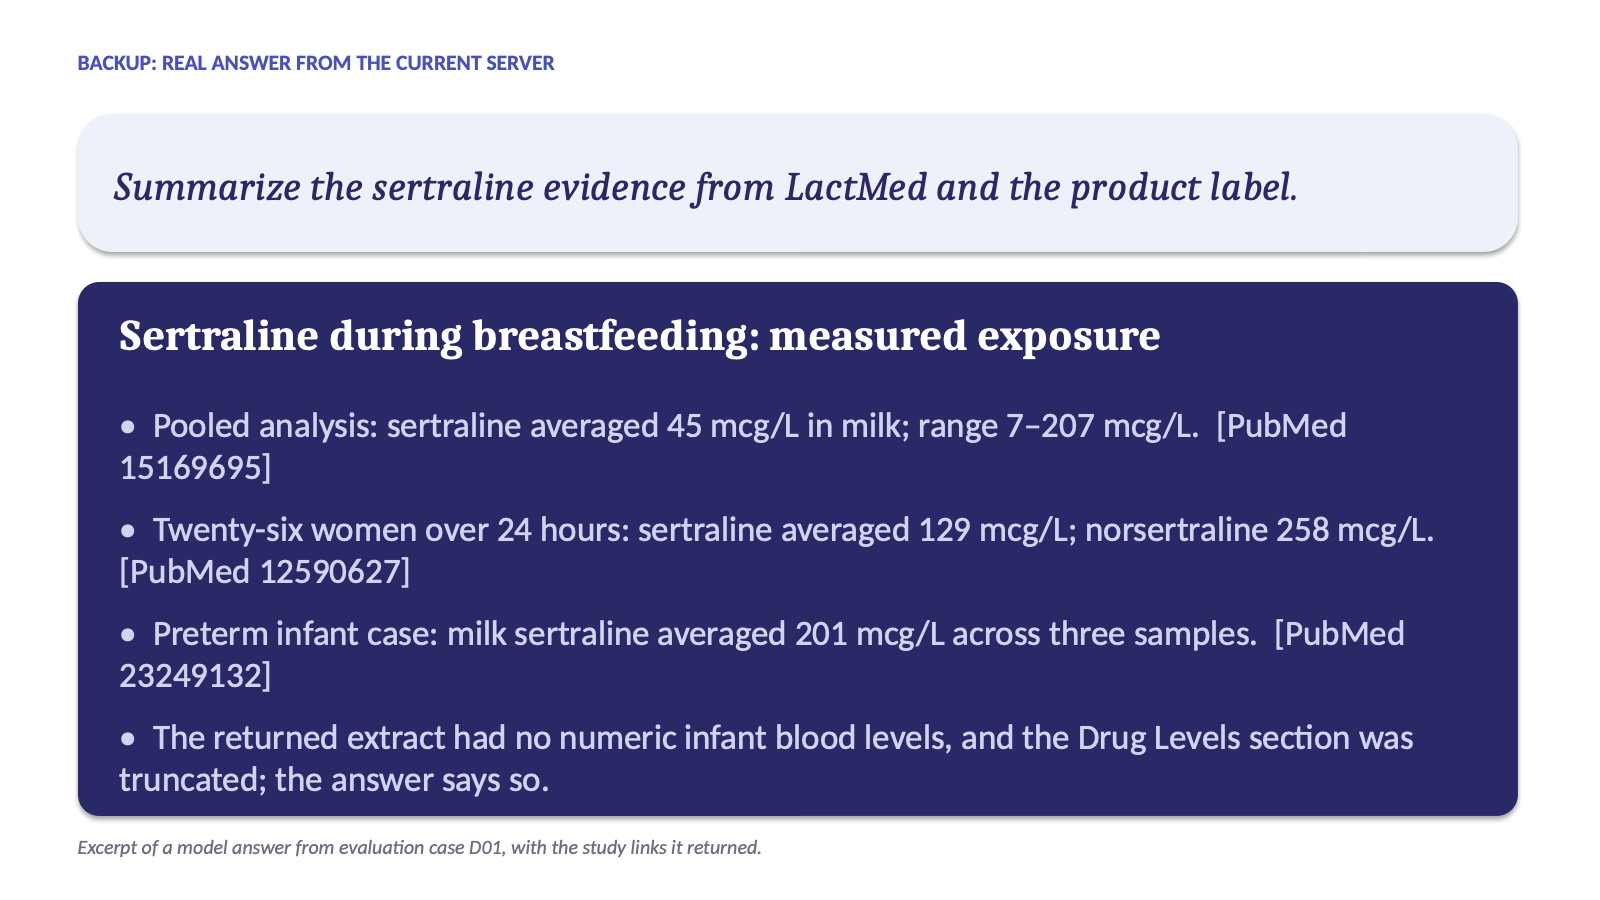 BACKUP: REAL ANSWER FROM THE CURRENT SERVER
Summarize the sertraline evidence from LactMed and the product label.
Sertraline during breastfeeding: measured exposure
• Pooled analysis: sertraline averaged 45 mcg/L in milk; range 7–207 mcg/L. [PubMed
15169695]
• Twenty-six women over 24 hours: sertraline averaged 129 mcg/L; norsertraline 258 mcg/L.
[PubMed 12590627]
• Preterm infant case: milk sertraline averaged 201 mcg/L across three samples. [PubMed
23249132]
• The returned extract had no numeric infant blood levels, and the Drug Levels section was
truncated; the answer says so.
Excerpt of a model answer from evaluation case D01, with the study links it returned.